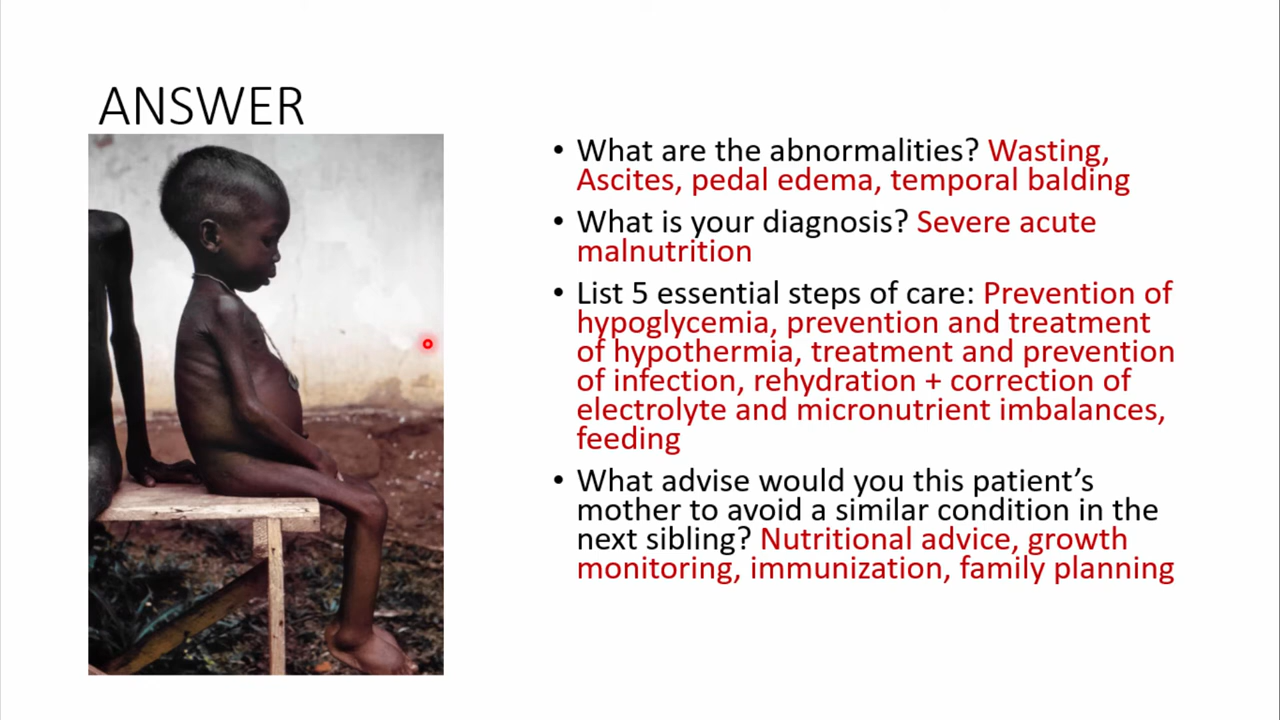 ANSWER
• What are the abnormalities? Wasting,
Ascites, pedal edema, temporal balding
• What is your diagnosis? Severe acute
malnutrition
• List 5 essential steps of care: Prevention of
hypoglycemia, prevention and treatment
of hypothermia, treatment and prevention
of infection, rehydration + correction of
electrolyte and micronutrient imbalances,
feeding
• What advise would you this patient’s
mother to avoid a similar condition in the
next sibling? Nutritional advice, growth
monitoring, immunization, family planning